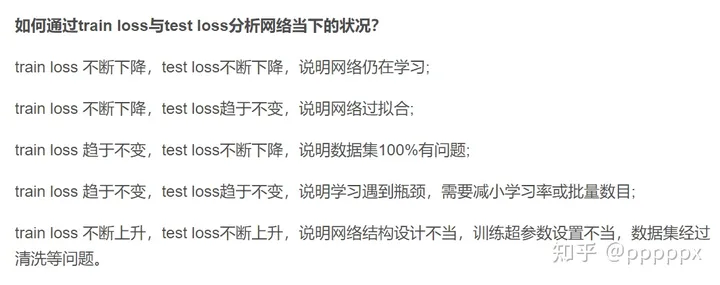 如何通过train loss与test loss分析网络当下的状况？
train loss 不断下降，test loss不断下降，说明网络仍在学习;
train loss 不断下降，test loss趋于不变，说明网络过拟合;
train loss 趋于不变，test loss不断下降，说明数据集100%有问题;
train loss 趋于不变，test loss趋于不变，说明学习遇到瓶颈，需要减小学习率或批量数目;
train loss 不断上升，test loss不断上升，说明网络结构设计不当，训练超参数设置不当，数据集经过
清洗等问题。
知乎 @pppppx